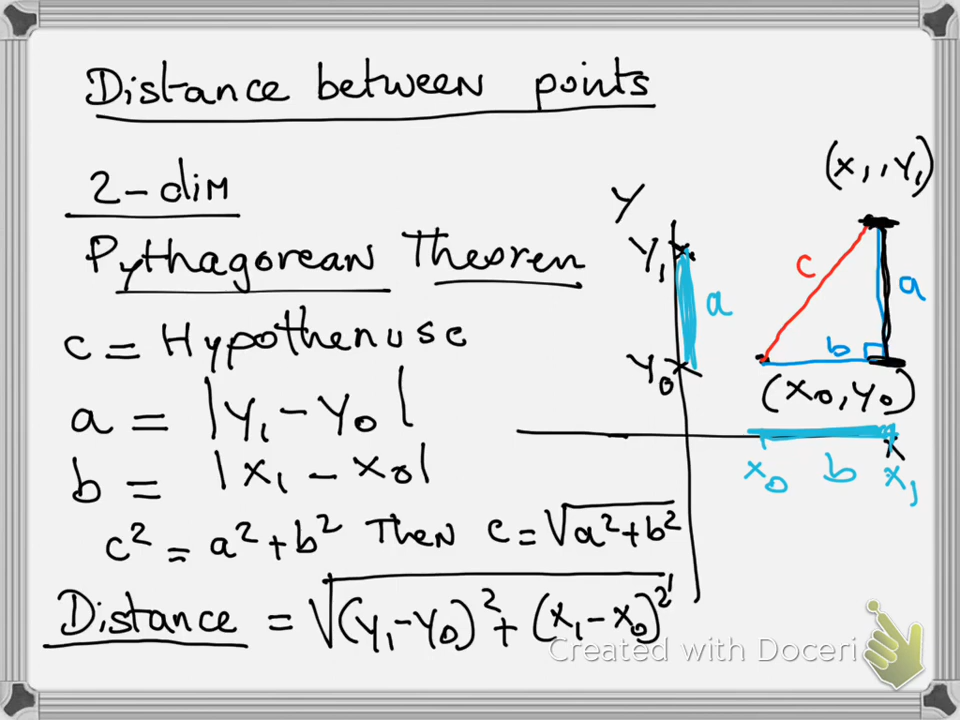 Distance between points
2-dim
Pythagorean Theoren
c = Hypothenuse
a = |Y₁ - Y₀|
b = |X₁ - X₀|
c² = a² + b² Then c = √a² + b²
Distance = √(Y₁ - Y₀)² + (X₁ - X₀)²
Y
Y₁
a
Y₀
(X₁, Y₁)
c
a
b
(X₀, Y₀)
X
X₀ b X₁
Created with Doceri